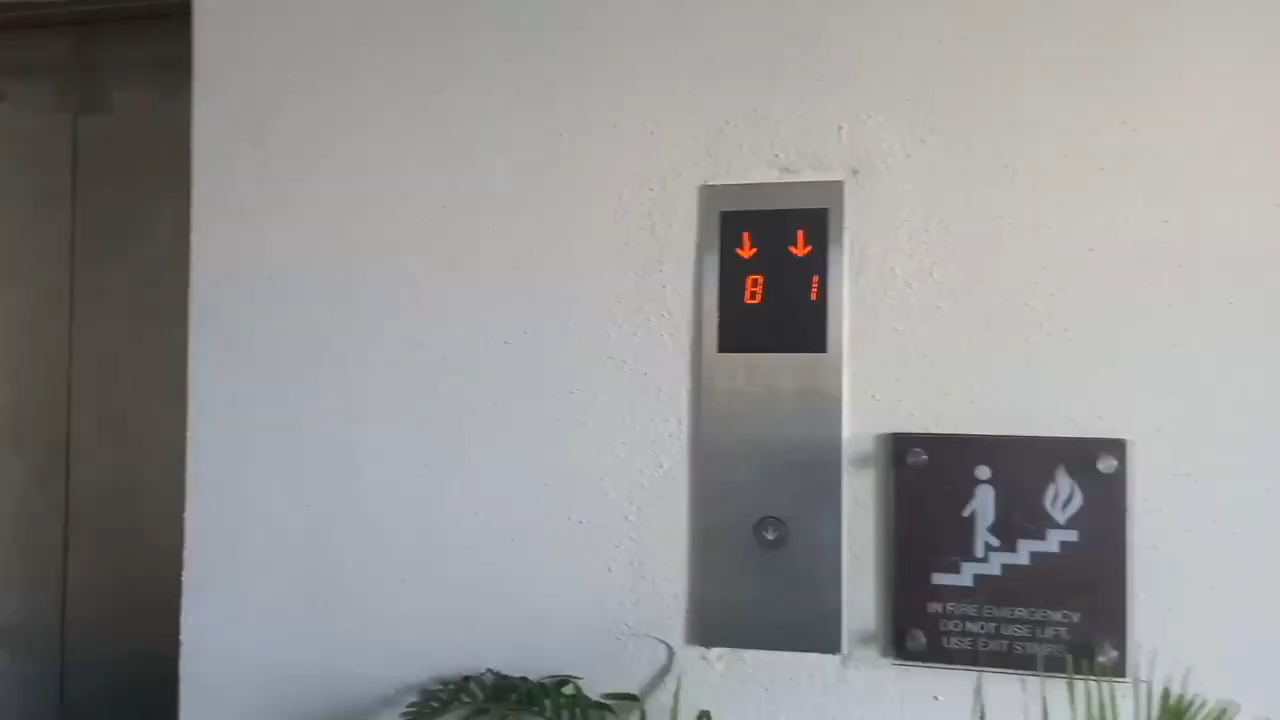 8 1
IN FIRE EMERGENCY
DO NOT USE LIFT.
USE EXIT STAIRS.